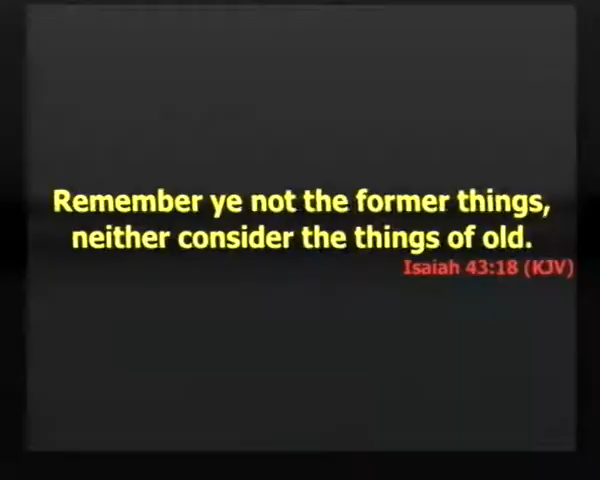 Remember ye not the former things,
neither consider the things of old.
Isaiah 43:18 (KJV)